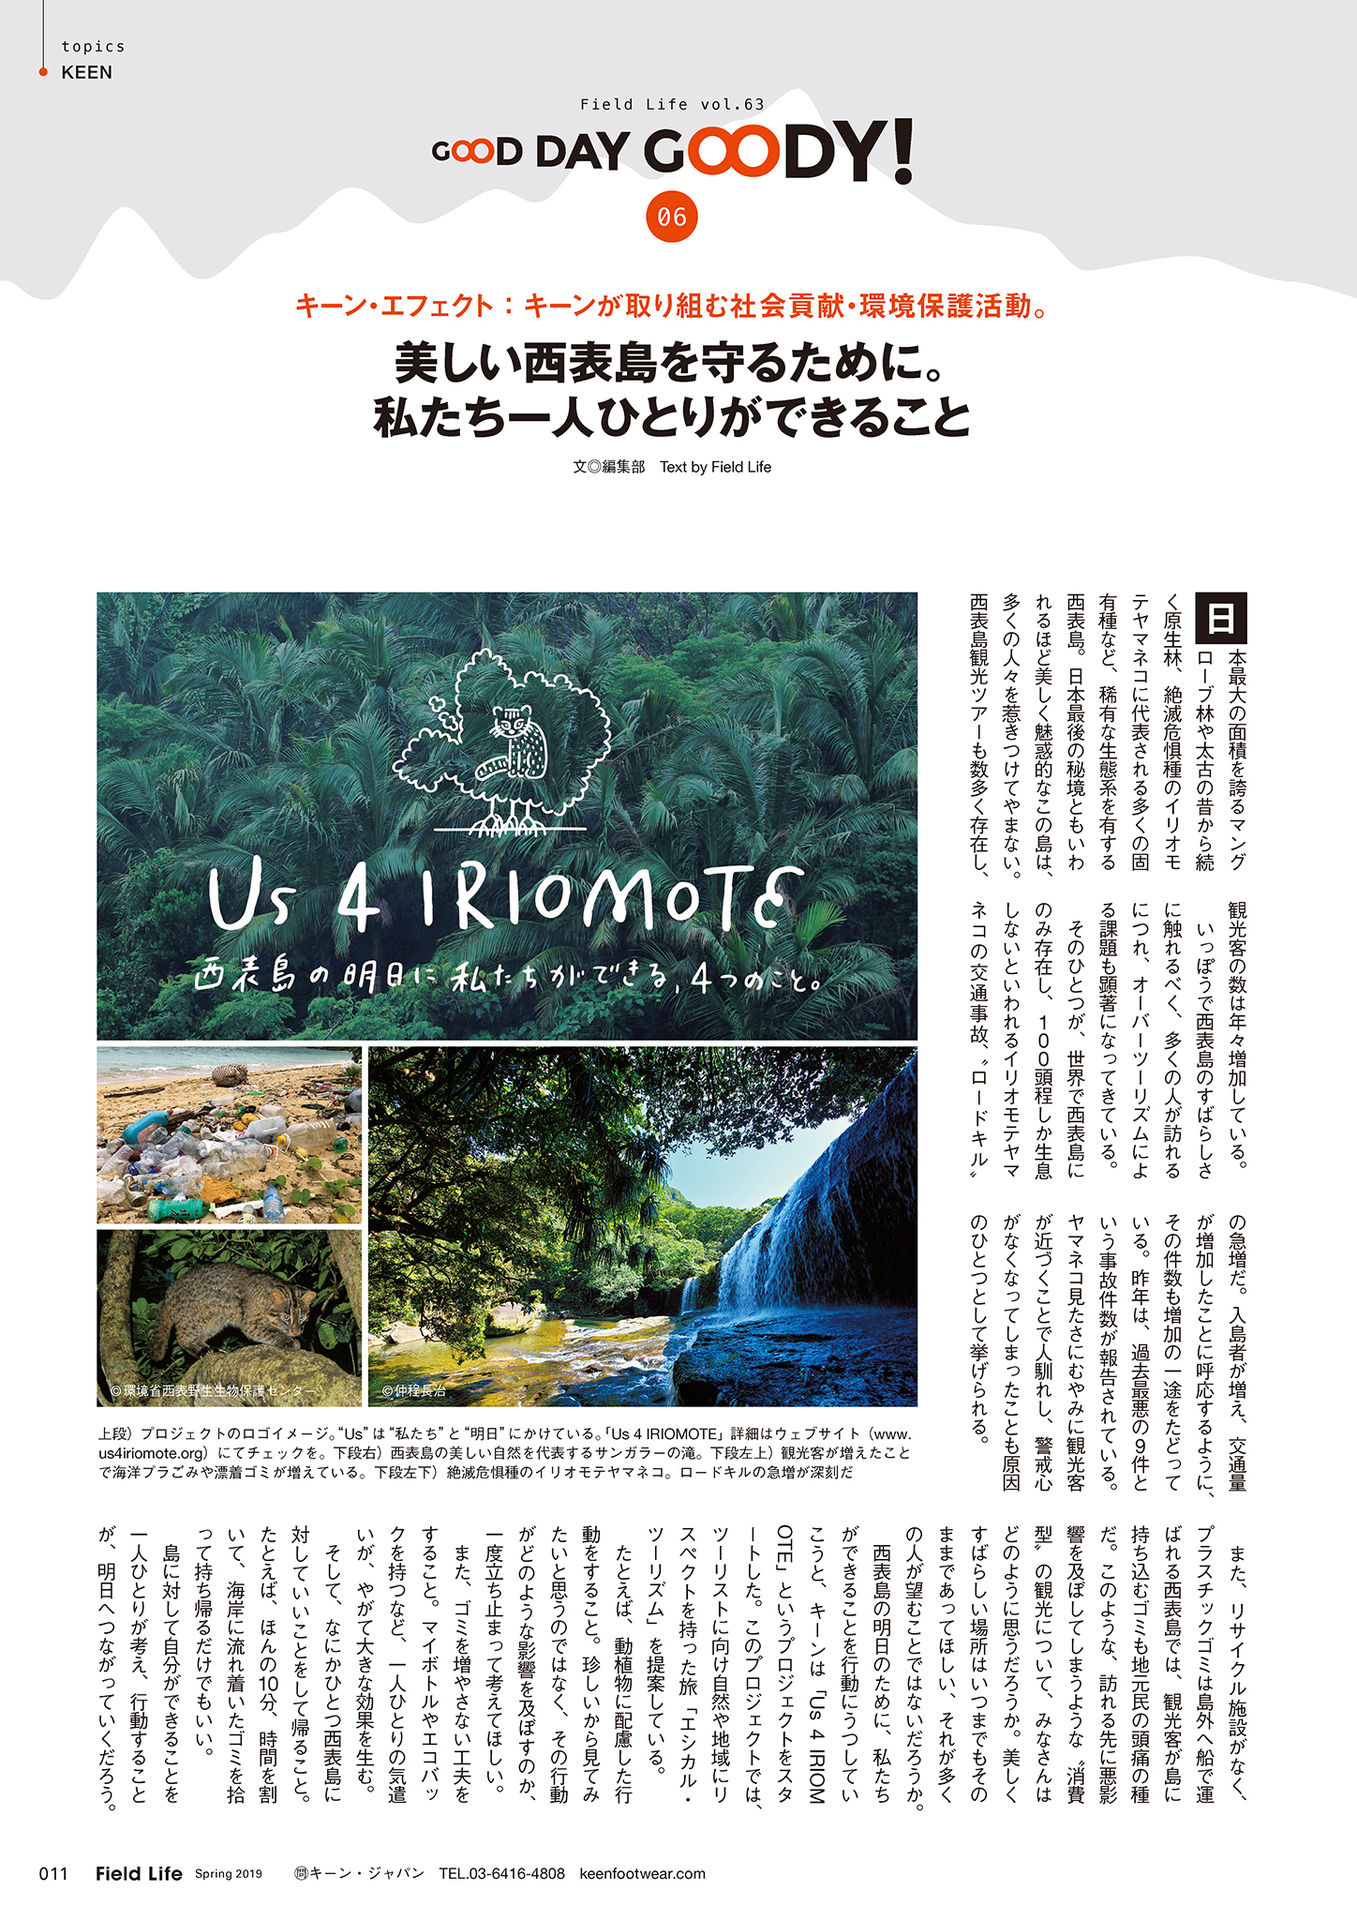 topics
KEEN
Field Life vol.63
GOOD DAY GOODY!
06
キーン・エフェクト：キーンが取り組む社会貢献・環境保護活動。
美しい西表島を守るために。
私たち一人ひとりができること
文◎編集部　Text by Field Life
日
本最大の面積を誇るマング
ローブ林や太古の昔から続
く原生林、絶滅危惧種のイリオモ
テヤマネコに代表される多くの固
有種など、稀有な生態系を有する
西表島。日本最後の秘境ともいわ
れるほど美しく魅惑的なこの島は、
多くの人々を惹きつけてやまない。
西表島観光ツアーも数多く存在し、
観光客の数は年々増加している。
いっぽうで西表島のすばらしさ
に触れるべく、多くの人が訪れる
につれ、オーバーツーリズムによ
る課題も顕著になってきている。
そのひとつが、世界で西表島に
のみ存在し、100頭程しか生息
しないといわれるイリオモテヤマ
ネコの交通事故、〝ロードキル〟
の急増だ。入島者が増え、交通量
が増加したことに呼応するように、
その件数も増加の一途をたどって
いる。昨年は、過去最悪の9件と
いう事故件数が報告されている。
ヤマネコ見たさにむやみに観光客
が近づくことで人馴れし、警戒心
がなくなってしまったことも原因
のひとつとして挙げられる。
Us 4 IRIOMOTE
西表島の明日に私たちができる,4つのこと。
©環境省西表野生生物保護センター
©仲程長治
上段）プロジェクトのロゴイメージ。“Us”は“私たち”と“明日”にかけている。「Us 4 IRIOMOTE」詳細はウェブサイト（www.
us4iriomote.org）にてチェックを。下段右）西表島の美しい自然を代表するサンガラーの滝。下段左上）観光客が増えたこと
で海洋プラごみや漂着ゴミが増えている。下段左下）絶滅危惧種のイリオモテヤマネコ。ロードキルの急増が深刻だ
また、リサイクル施設がなく、
プラスチックゴミは島外へ船で運
ばれる西表島では、観光客が島に
持ち込むゴミも地元民の頭痛の種
だ。このような、訪れる先に悪影
響を及ぼしてしまうような〝消費
型〟の観光について、みなさんは
どのように思うだろうか。美しく
すばらしい場所はいつまでもその
ままであってほしい、それが多く
の人が望むことではないだろうか。
西表島の明日のために、私たち
ができることを行動にうつしてい
こうと、キーンは「Us 4 IRIOM
OTE」というプロジェクトをスタ
ートした。このプロジェクトでは、
ツーリストに向け自然や地域にリ
スペクトを持った旅「エシカル・
ツーリズム」を提案している。
たとえば、動植物に配慮した行
動をすること。珍しいから見てみ
たいと思うのではなく、その行動
がどのような影響を及ぼすのか、
一度立ち止まって考えてほしい。
また、ゴミを増やさない工夫を
すること。マイボトルやエコバッ
クを持つなど、一人ひとりの気遣
いが、やがて大きな効果を生む。
そして、なにかひとつ西表島に
対していいことをして帰ること。
たとえば、ほんの10分、時間を割
いて、海岸に流れ着いたゴミを拾
って持ち帰るだけでもいい。
島に対して自分ができることを
一人ひとりが考え、行動すること
が、明日へつながっていくだろう。
011 Field Life Spring 2019 ㉄キーン・ジャパン TEL.03-6416-4808 keenfootwear.com